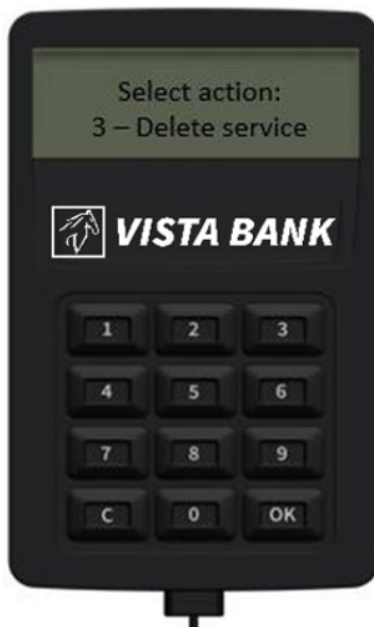 Select action:
3 – Delete service
VISTA BANK
1 2 3
4 5 6
7 8 9
C 0 OK